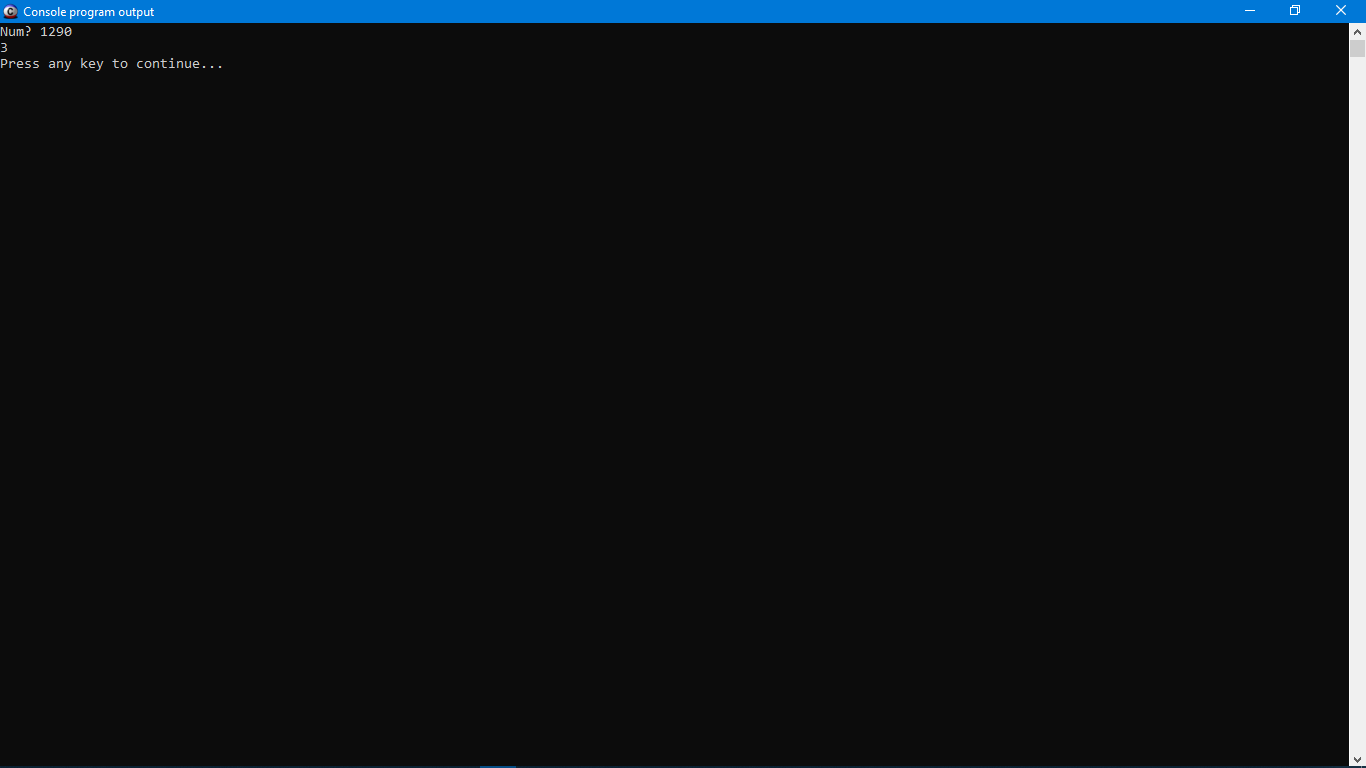 Console program output
Num? 1290
3
Press any key to continue...